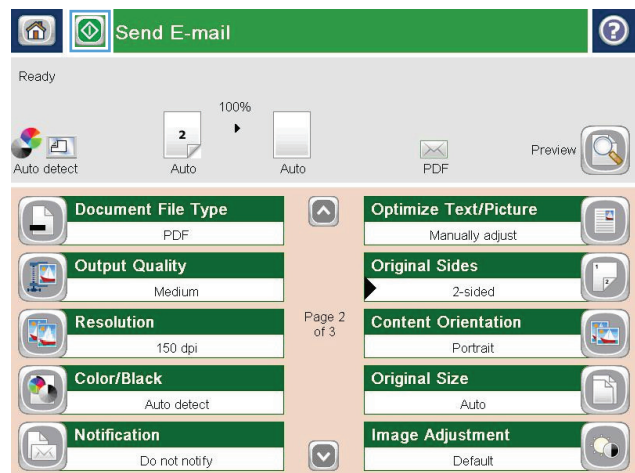 Send E-mail
?
Ready
100%
2
Auto detect
Auto
Auto
PDF
Preview
Document File Type
PDF
Output Quality
Medium
Resolution
150 dpi
Color/Black
Auto detect
Notification
Do not notify
Page 2
of 3
Optimize Text/Picture
Manually adjust
Original Sides
2-sided
1
2
Content Orientation
Portrait
Original Size
Auto
Image Adjustment
Default